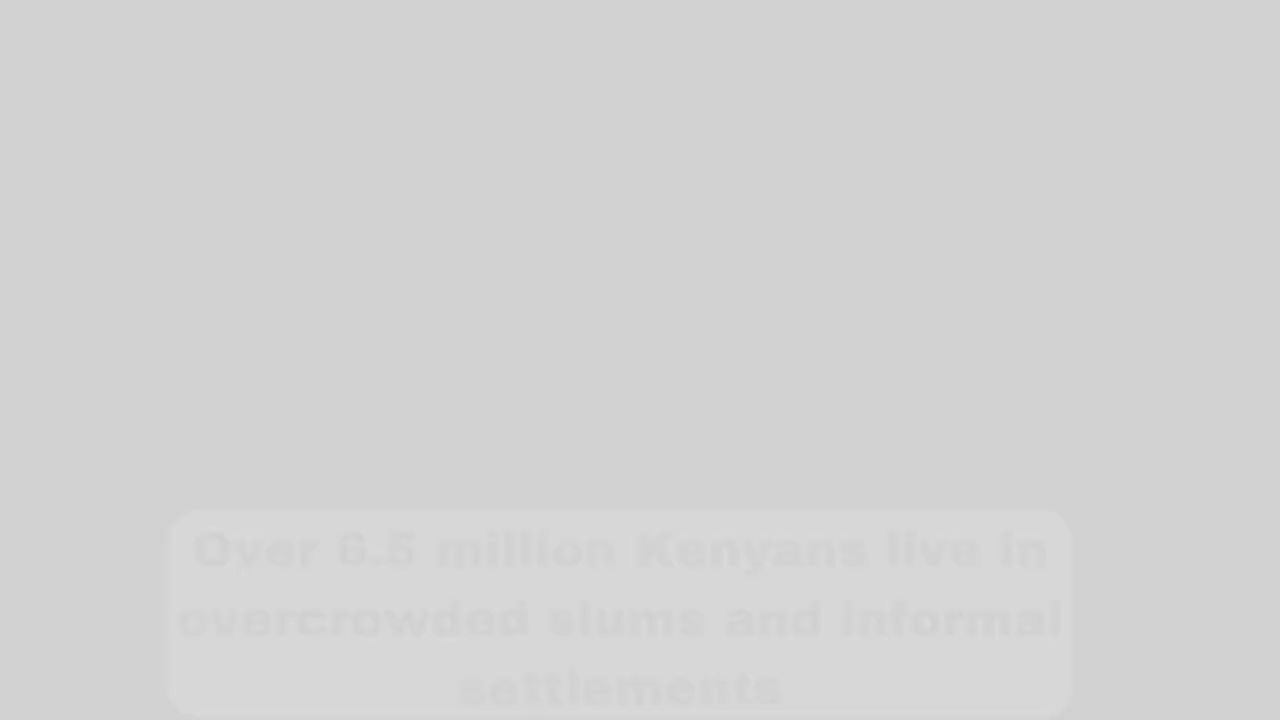 Over 6.5 million Kenyans live in
overcrowded slums and informal
settlements